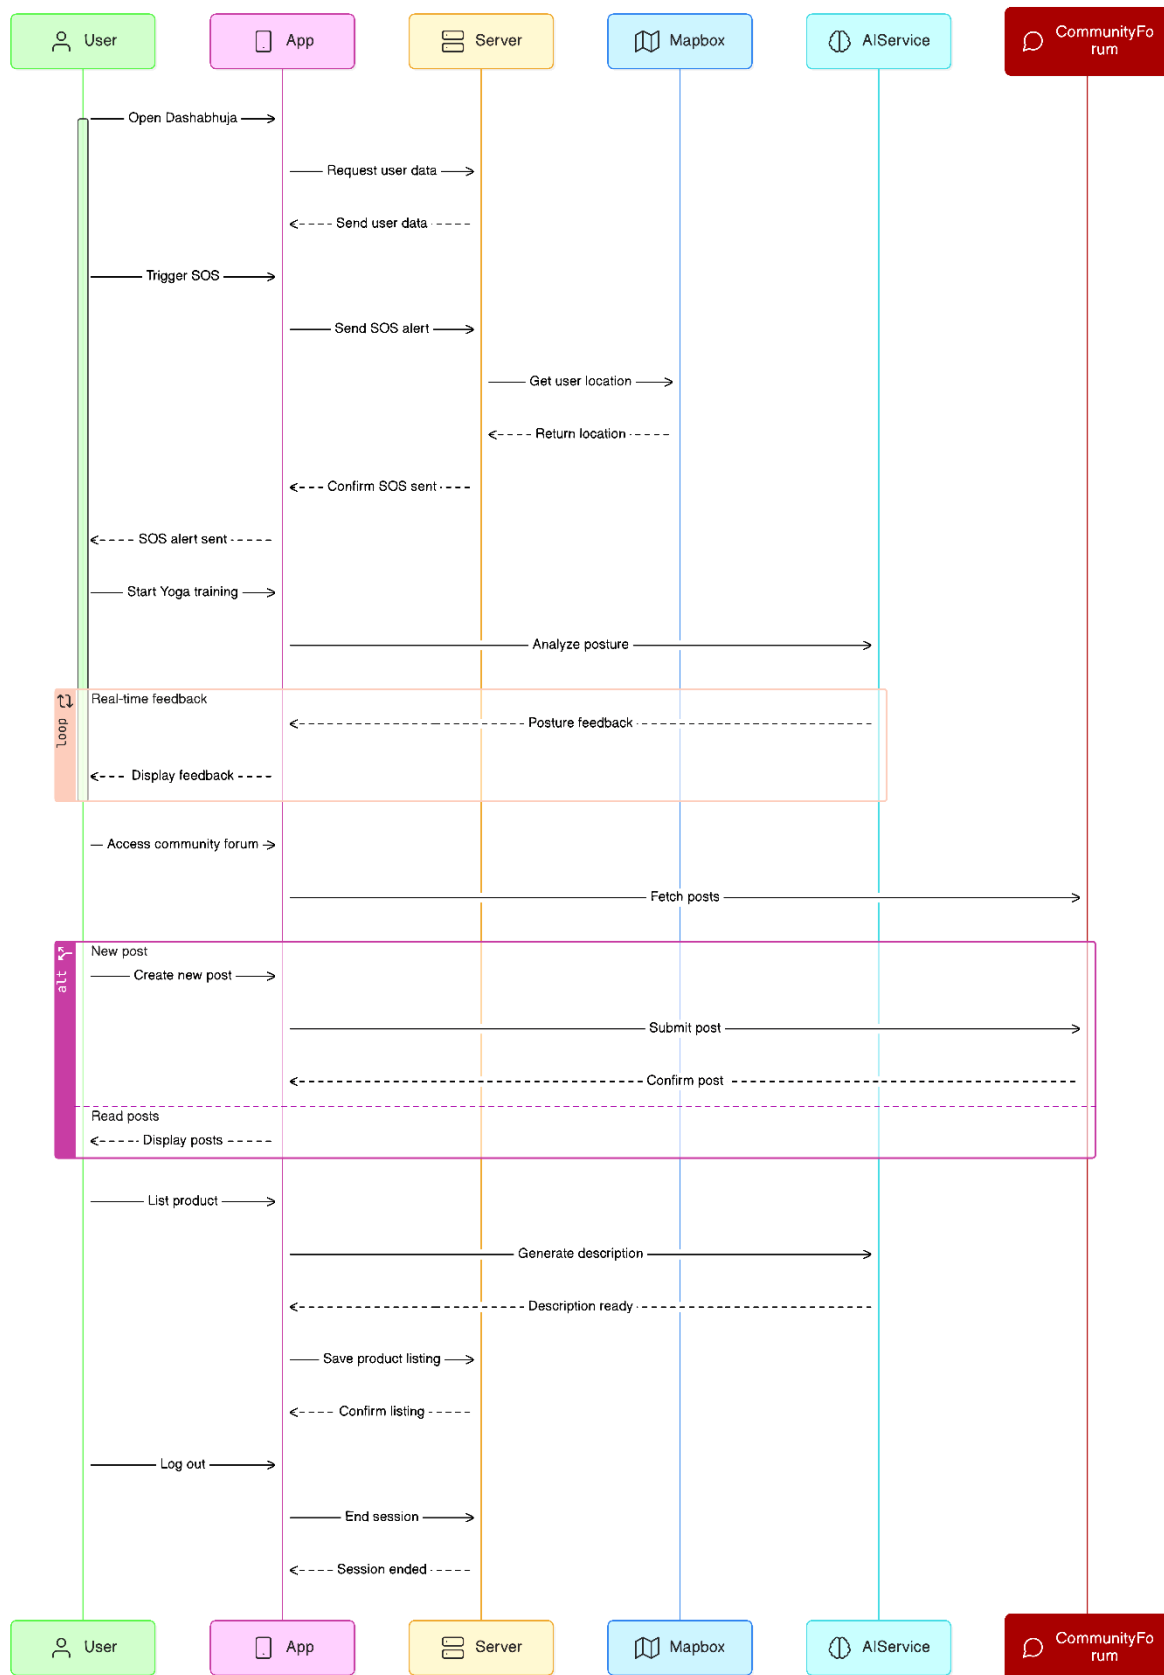 User
App
Server
Mapbox
AIService
CommunityFo
rum
Open Dashabhuja
Request user data
Send user data
Trigger SOS
Send SOS alert
Get user location
Return location
Confirm SOS sent
SOS alert sent
Start Yoga training
Analyze posture
loop
Real-time feedback
Posture feedback
Display feedback
Access community forum
Fetch posts
alt
New post
Create new post
Submit post
Confirm post
Read posts
Display posts
List product
Generate description
Description ready
Save product listing
Confirm listing
Log out
End session
Session ended
User
App
Server
Mapbox
AIService
CommunityFo
rum